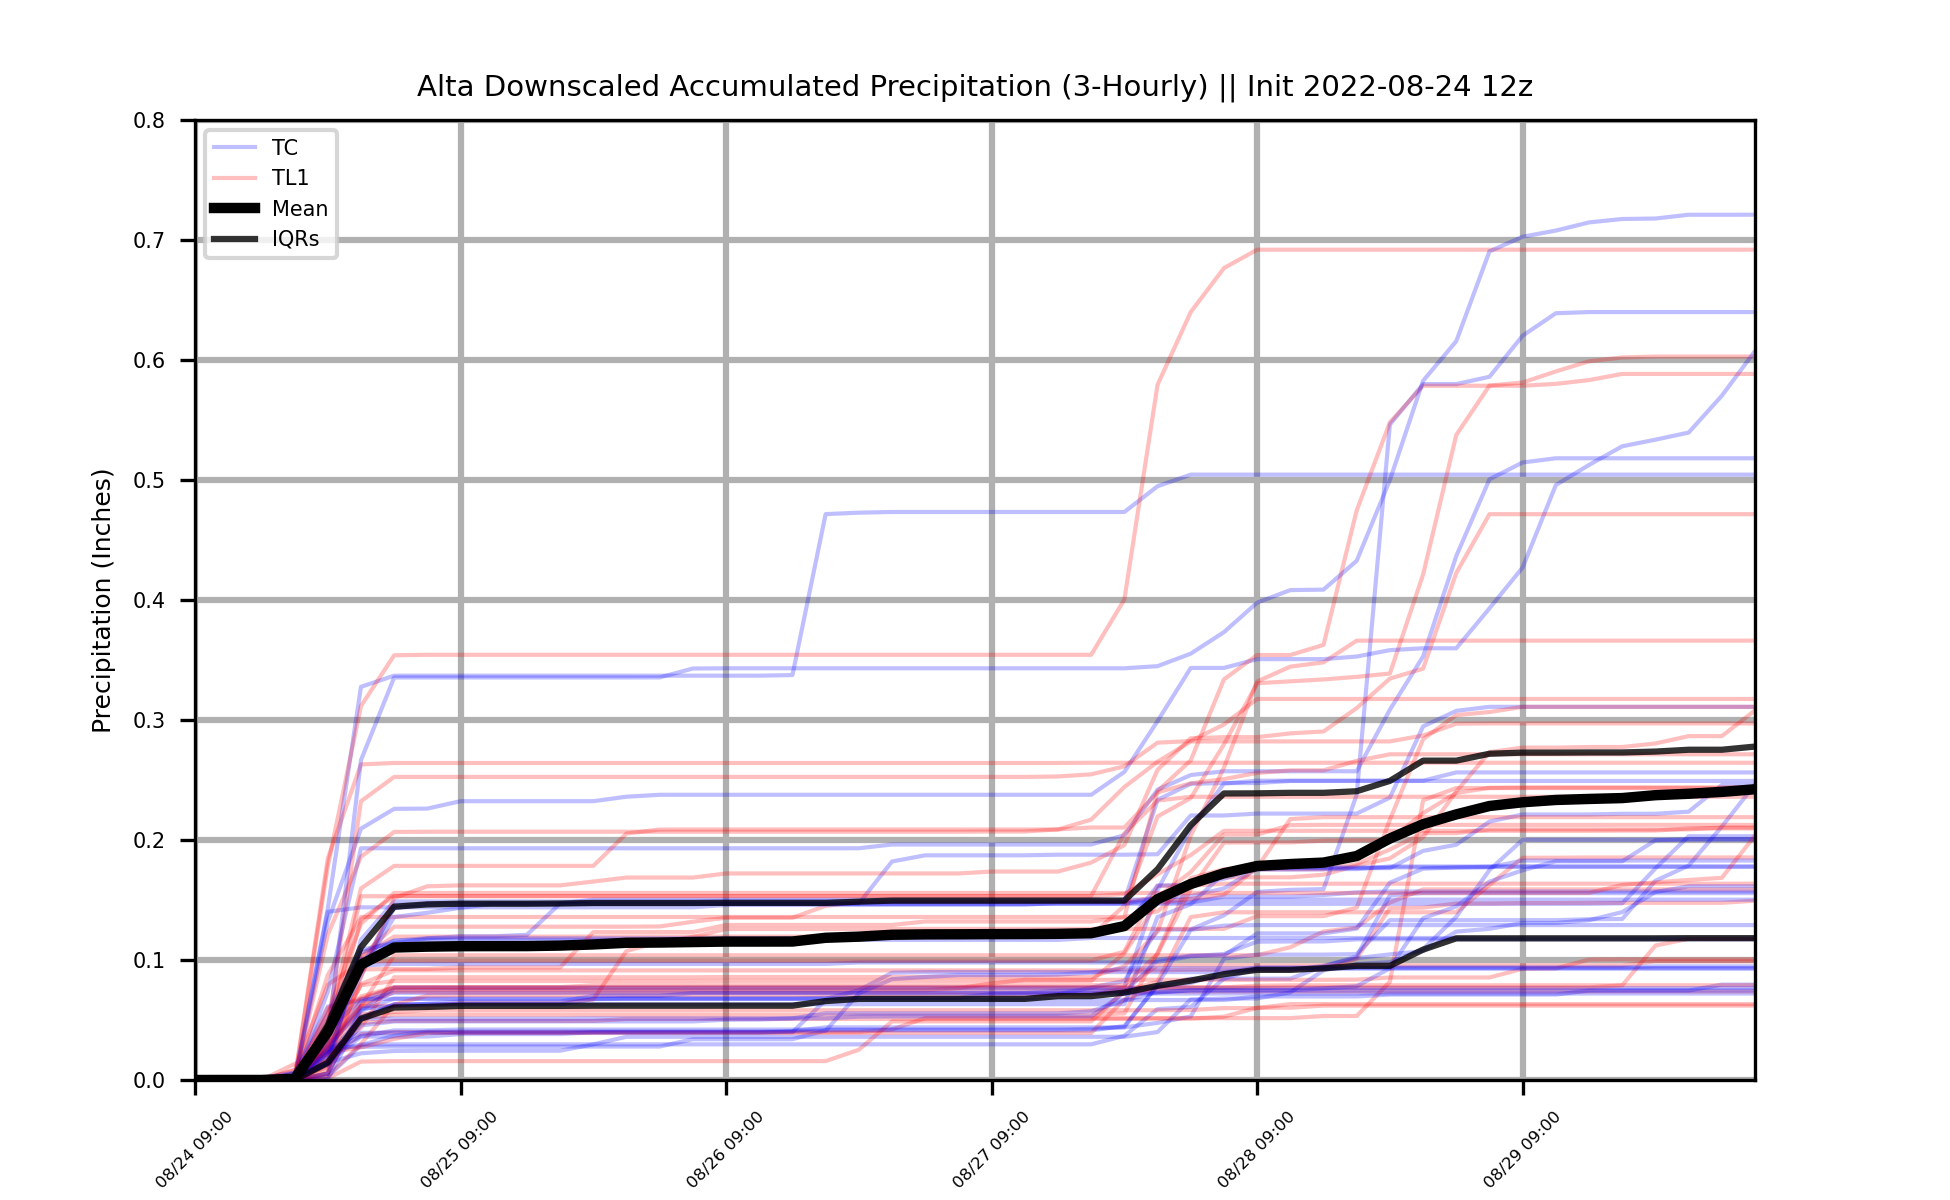 Alta Downscaled Accumulated Precipitation (3-Hourly) || Init 2022-08-24 12z
TC
TL1
Mean
IQRs
Precipitation (Inches)
0.8
0.7
0.6
0.5
0.4
0.3
0.2
0.1
0.0
08/24 09:00
08/25 09:00
08/26 09:00
08/27 09:00
08/28 09:00
08/29 09:00